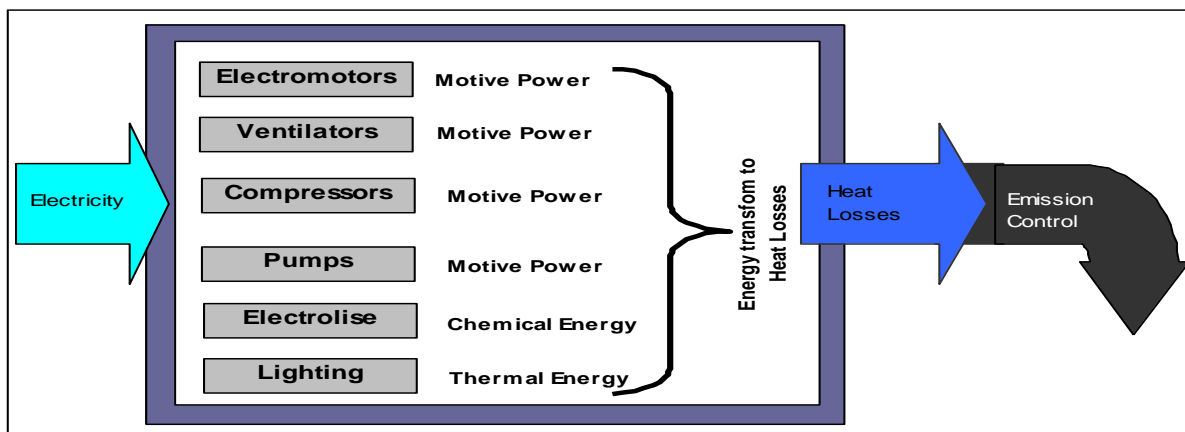 Electricity
Electromotors Motive Power
Ventilators Motive Power
Compressors Motive Power
Pumps Motive Power
Electrolise Chemical Energy
Lighting Thermal Energy
Energy transfom to
Heat Losses
Heat
Losses
Emission
Control